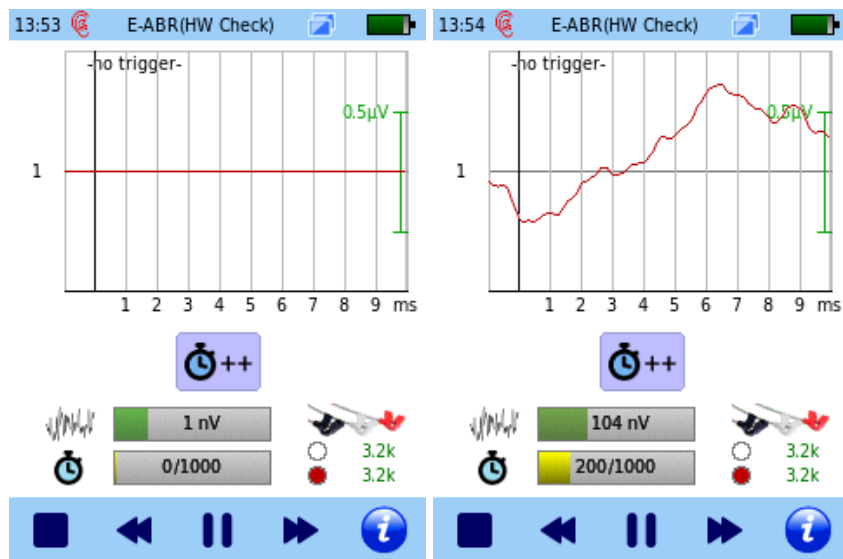 13:53 E-ABR(HW Check)
-no trigger-
0.5µV
1
1 2 3 4 5 6 7 8 9 ms
++
1 nV
0/1000
3.2k
3.2k
i
13:54 E-ABR(HW Check)
-no trigger-
0.5µV
1
1 2 3 4 5 6 7 8 9 ms
++
104 nV
200/1000
3.2k
3.2k
i